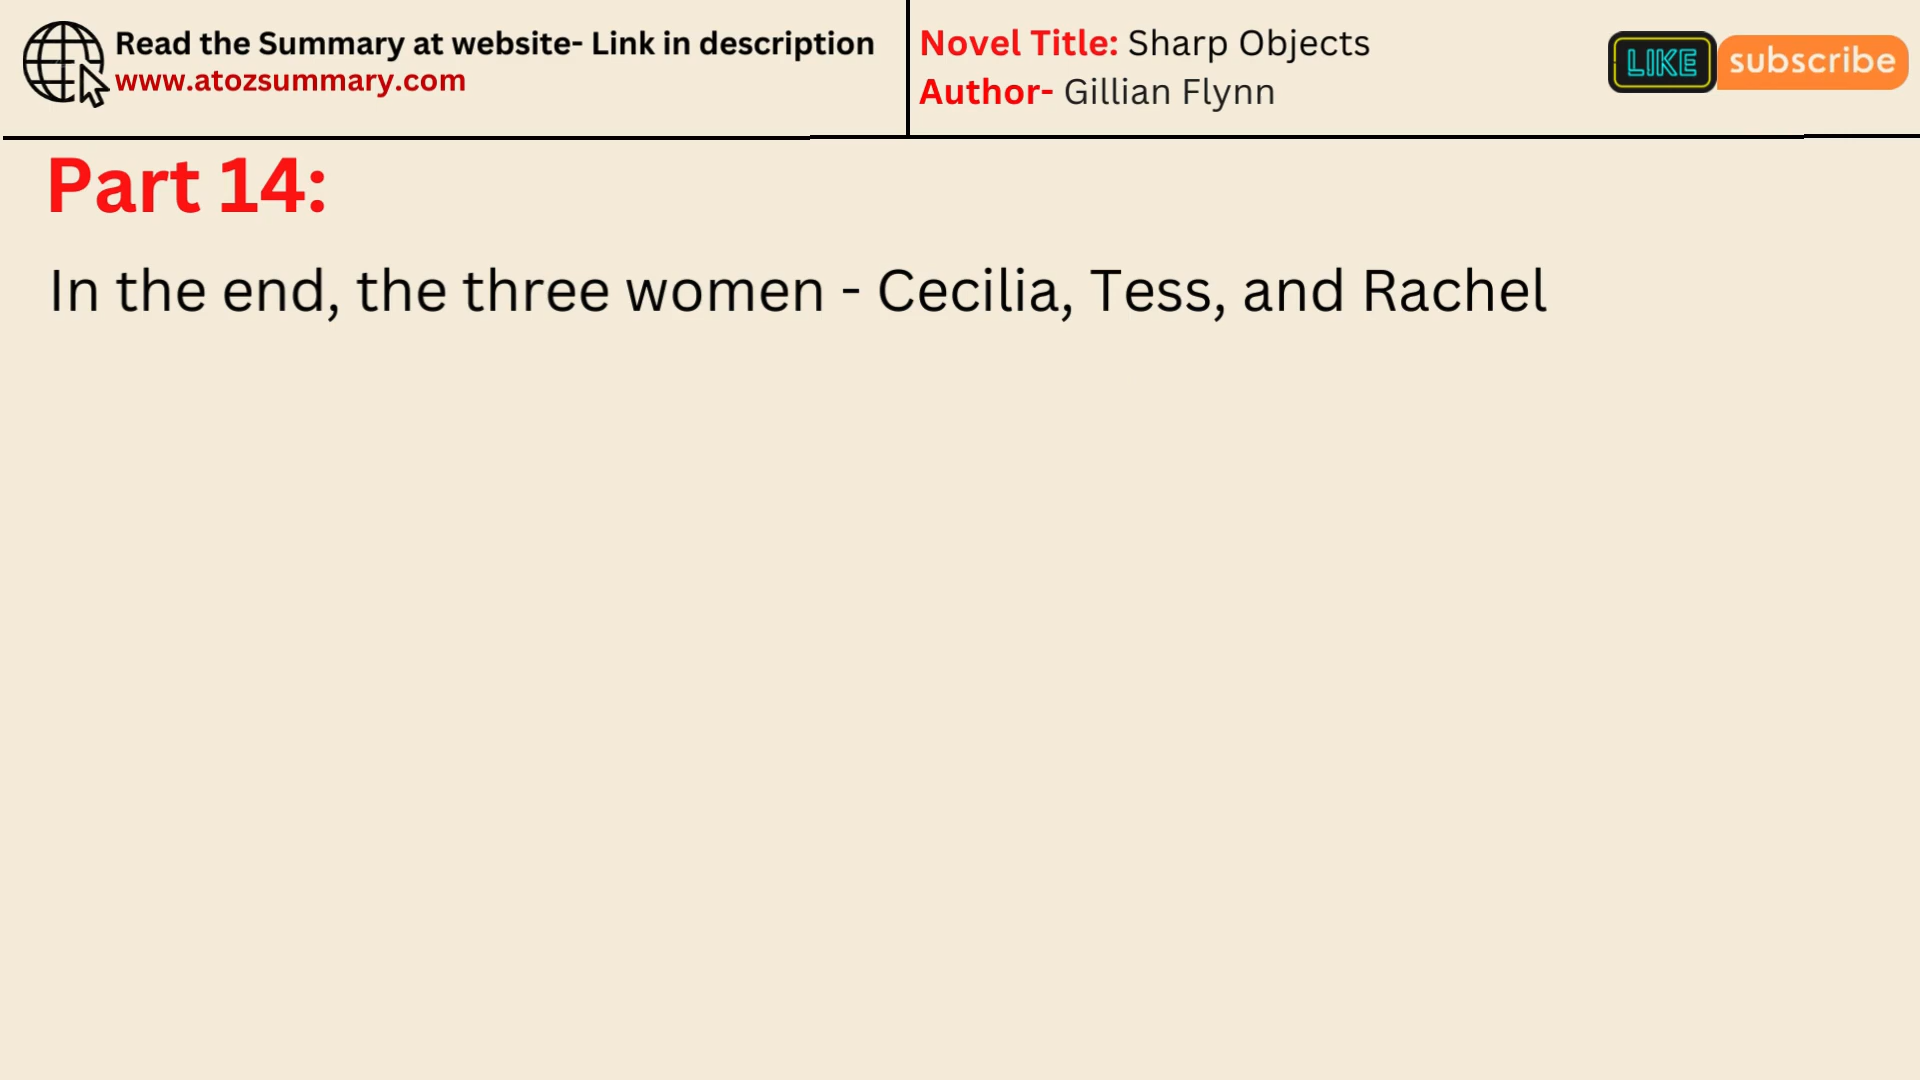 Read the Summary at website- Link in description
www.atozsummary.com
Novel Title: Sharp Objects
Author- Gillian Flynn
LIKE
subscribe
Part 14:
In the end, the three women - Cecilia, Tess, and Rachel